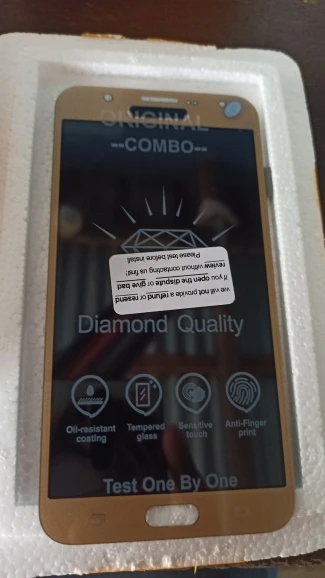 ORIGINAL
--COMBO--
Please test before install
review without contacting us first!
If you open the dispute or give bad
we will not provide a refund or resend
Diamond Quality
Oil-resistant
coating
Tempered
glass
Sensitive
touch
Anti-Finger
print
Test One By One